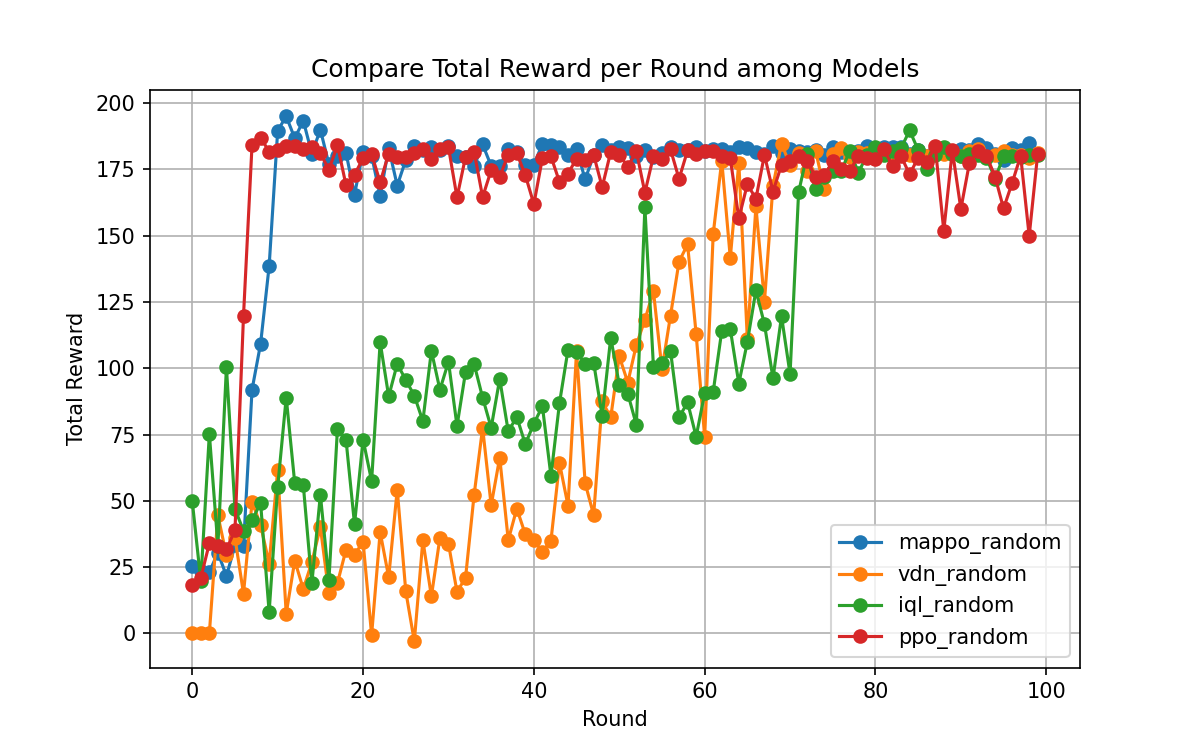 Compare Total Reward per Round among Models
Total Reward
200
175
150
125
100
75
50
25
0
0 20 40 60 80 100
Round
mappo_random
vdn_random
iql_random
ppo_random